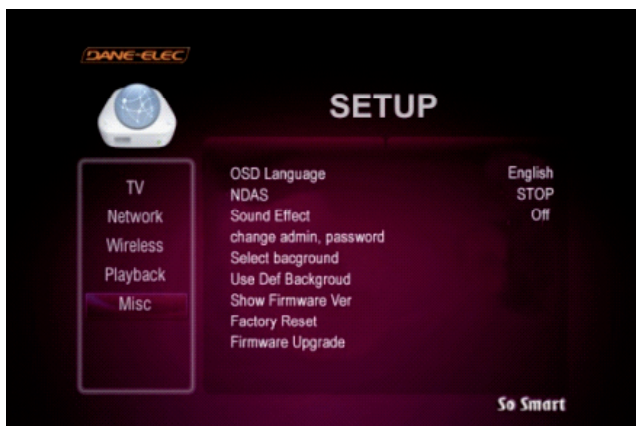 DANE-ELEC
SETUP
TV
Network
Wireless
Playback
Misc
OSD Language English
NDAS STOP
Sound Effect Off
change admin, password
Select bacground
Use Def Backgroud
Show Firmware Ver
Factory Reset
Firmware Upgrade
So Smart